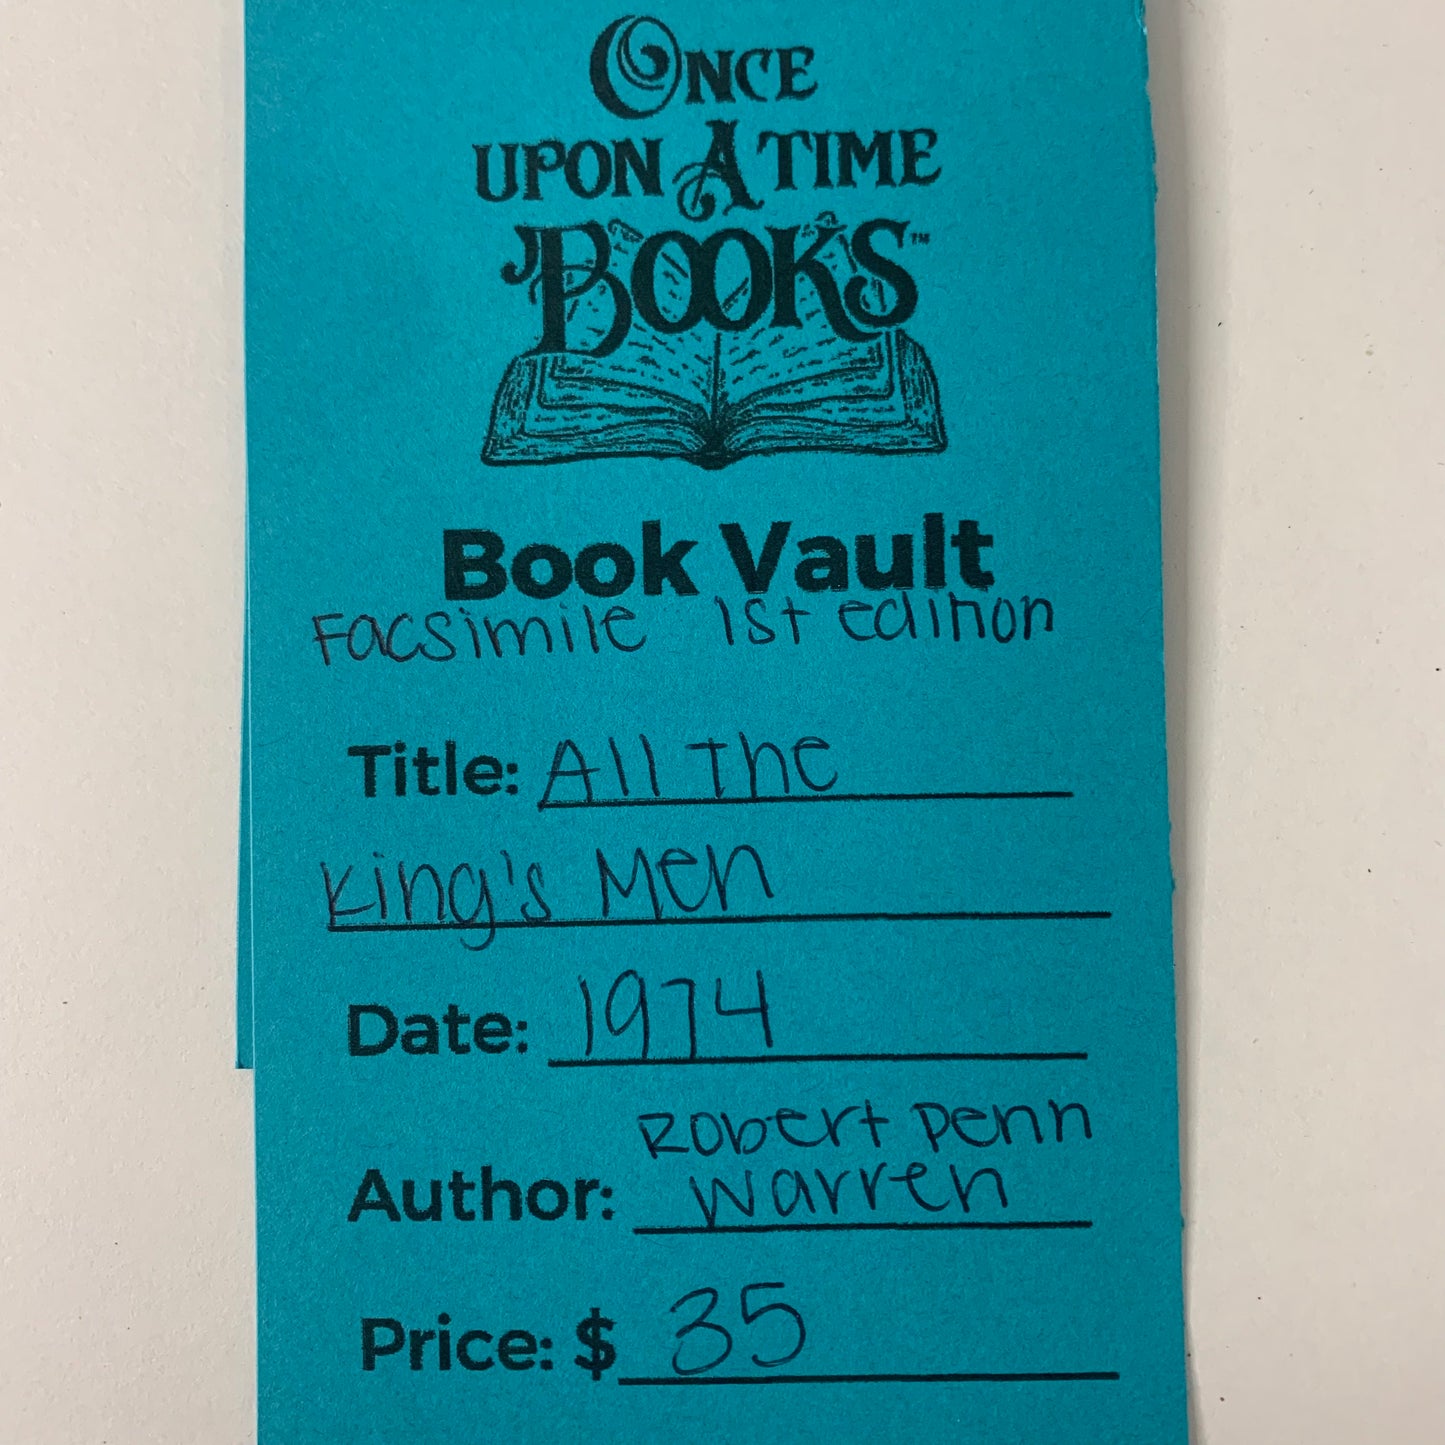 ONCE
UPON A TIME
BOOKS™
Book Vault
Facsimile 1st edition
Title: All The
King's Men
Date: 1974
Robert Penn
Author: Warren
Price: $ 35